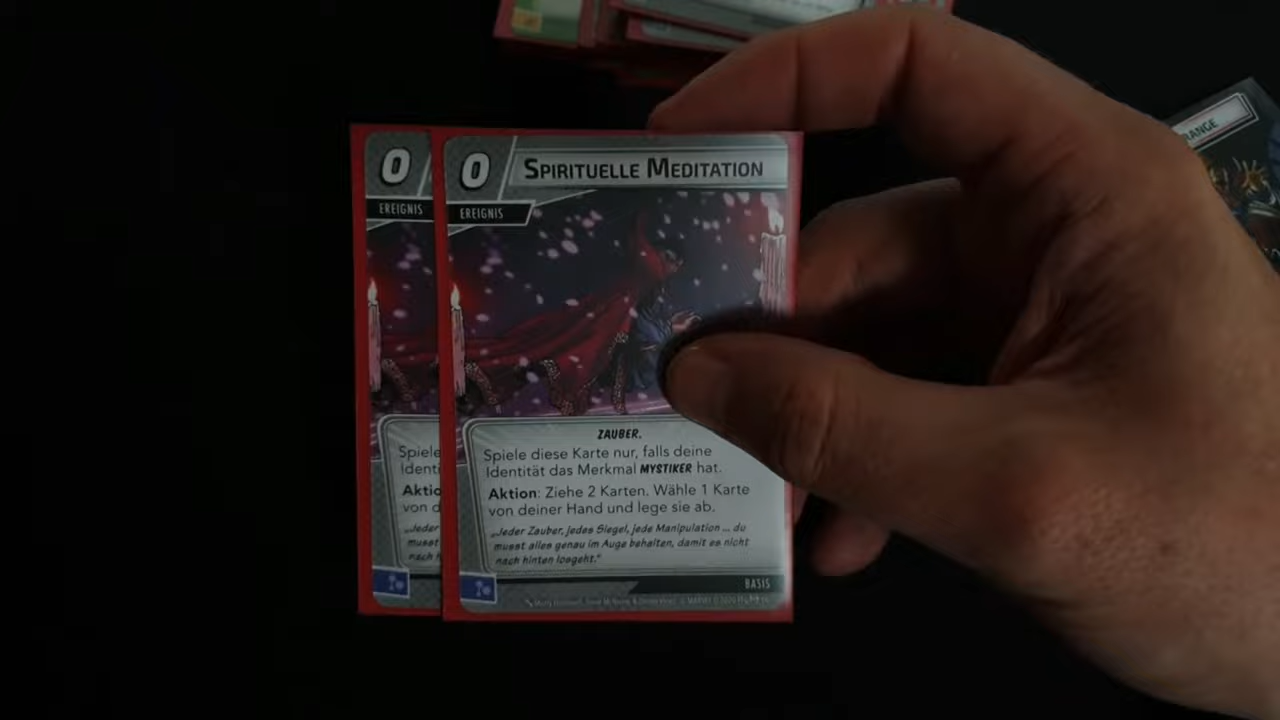 RANGE
0
EREIGNIS
Spiele
Identi
Aktio
von d
„Jeder
musst
nach h
0
SPIRITUELLE MEDITATION
EREIGNIS
ZAUBER.
Spiele diese Karte nur, falls deine
Identität das Merkmal MYSTIKER hat.
Aktion: Ziehe 2 Karten. Wähle 1 Karte
von deiner Hand und lege sie ab.
„Jeder Zauber, jedes Siegel, jede Manipulation ... du
musst alles genau im Auge behalten, damit es nicht
nach hinten losgeht.“
BASIS